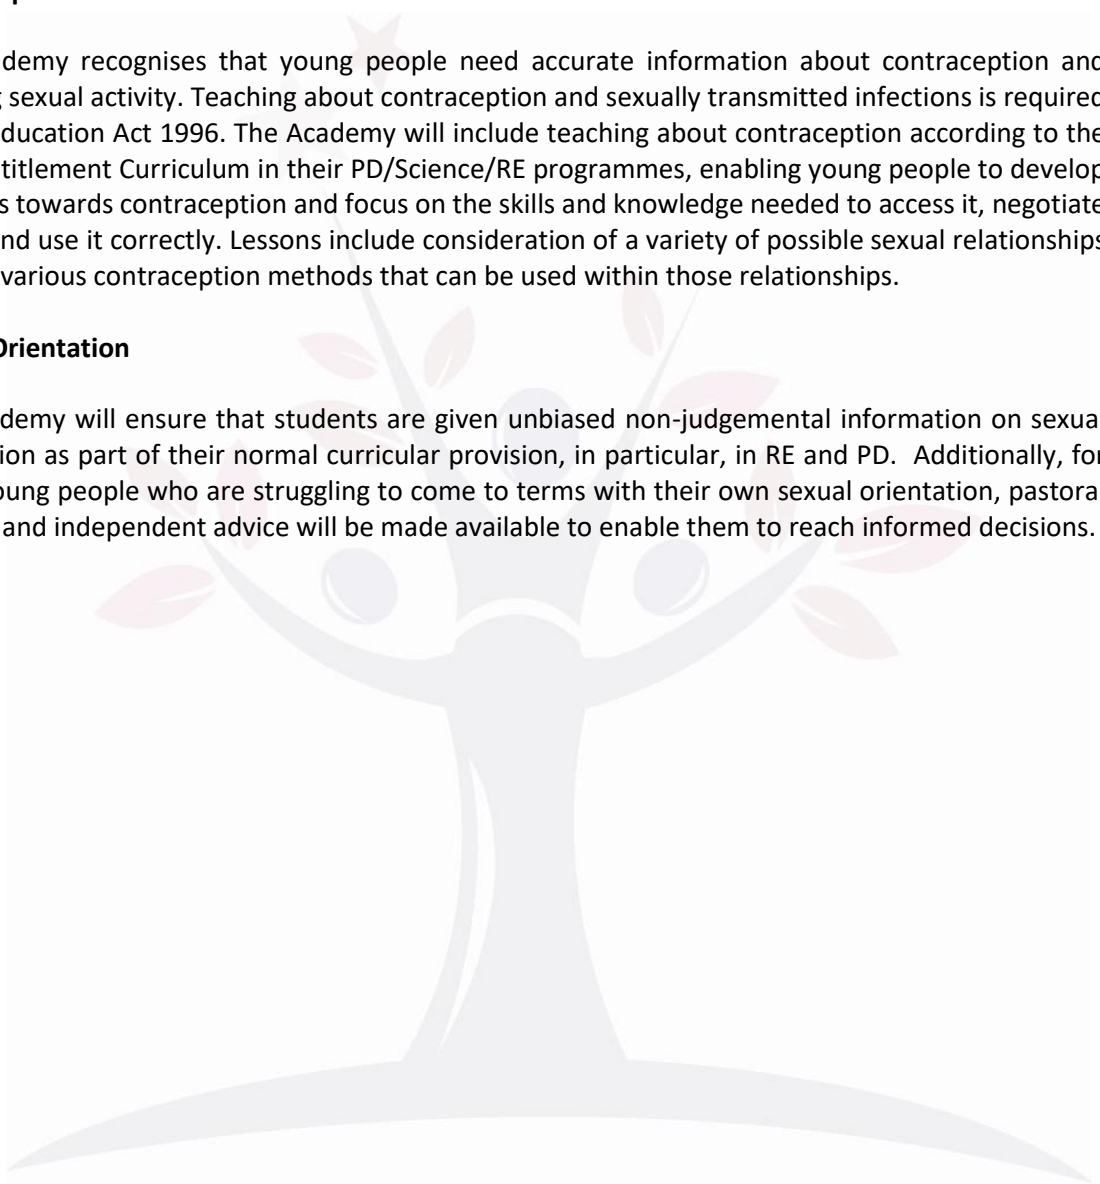 demy recognises that young people need accurate information about contraception and
sexual activity. Teaching about contraception and sexually transmitted infections is required
ducation Act 1996. The Academy will include teaching about contraception according to the
titlement Curriculum in their PD/Science/RE programmes, enabling young people to develop
s towards contraception and focus on the skills and knowledge needed to access it, negotiate
nd use it correctly. Lessons include consideration of a variety of possible sexual relationships
various contraception methods that can be used within those relationships.
Orientation
demy will ensure that students are given unbiased non-judgemental information on sexua
ion as part of their normal curricular provision, in particular, in RE and PD. Additionally, for
oung people who are struggling to come to terms with their own sexual orientation, pastora
and independent advice will be made available to enable them to reach informed decisions.